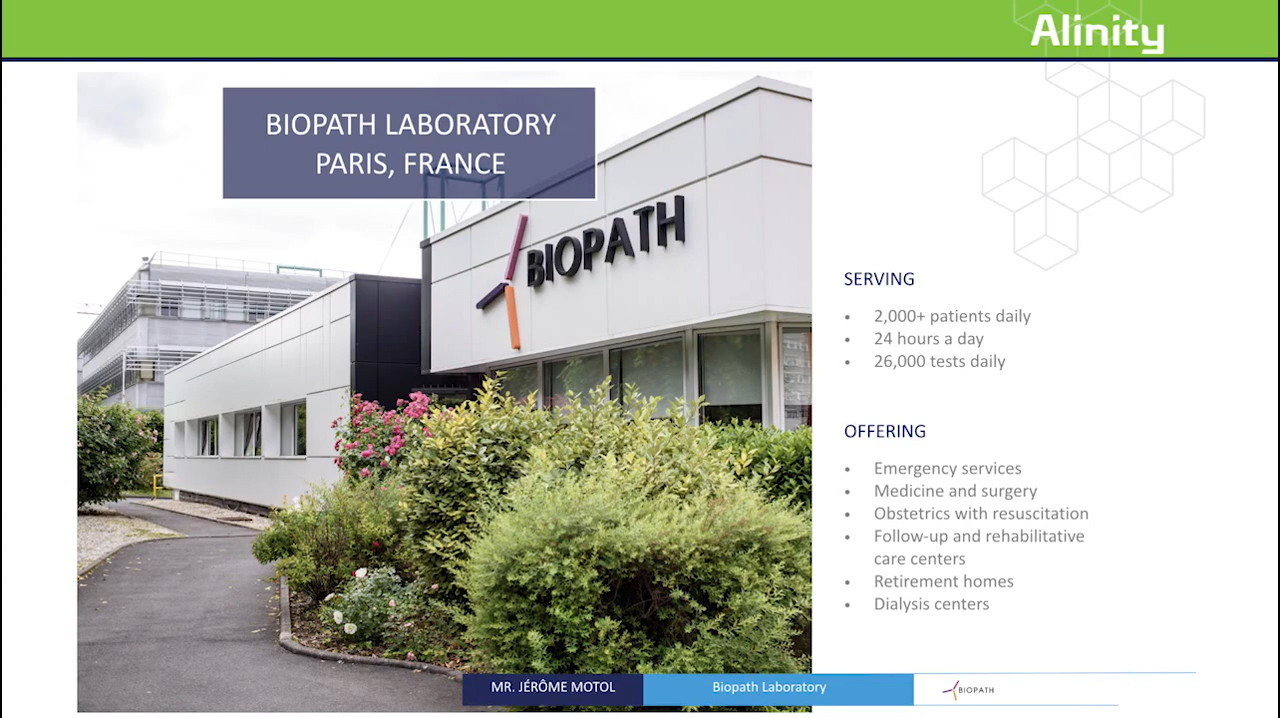 Alinity
BIOPATH LABORATORY
PARIS, FRANCE
BIOPATH
SERVING
• 2,000+ patients daily
• 24 hours a day
• 26,000 tests daily
OFFERING
• Emergency services
• Medicine and surgery
• Obstetrics with resuscitation
• Follow-up and rehabilitative
care centers
• Retirement homes
• Dialysis centers
MR. JÉRÔME MOTOL
Biopath Laboratory
BIOPATH